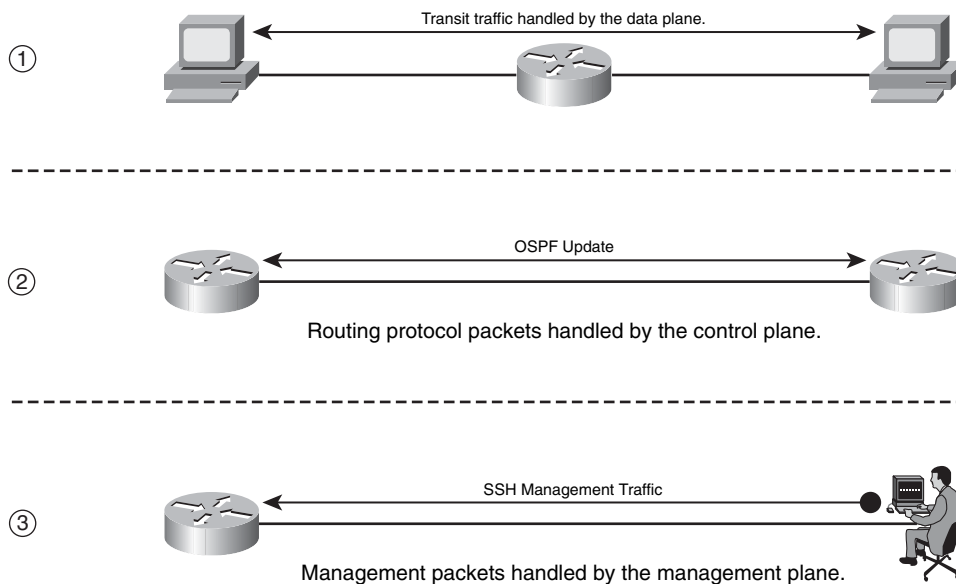 Transit traffic handled by the data plane.
1
OSPF Update
2
Routing protocol packets handled by the control plane.
SSH Management Traffic
3
Management packets handled by the management plane.